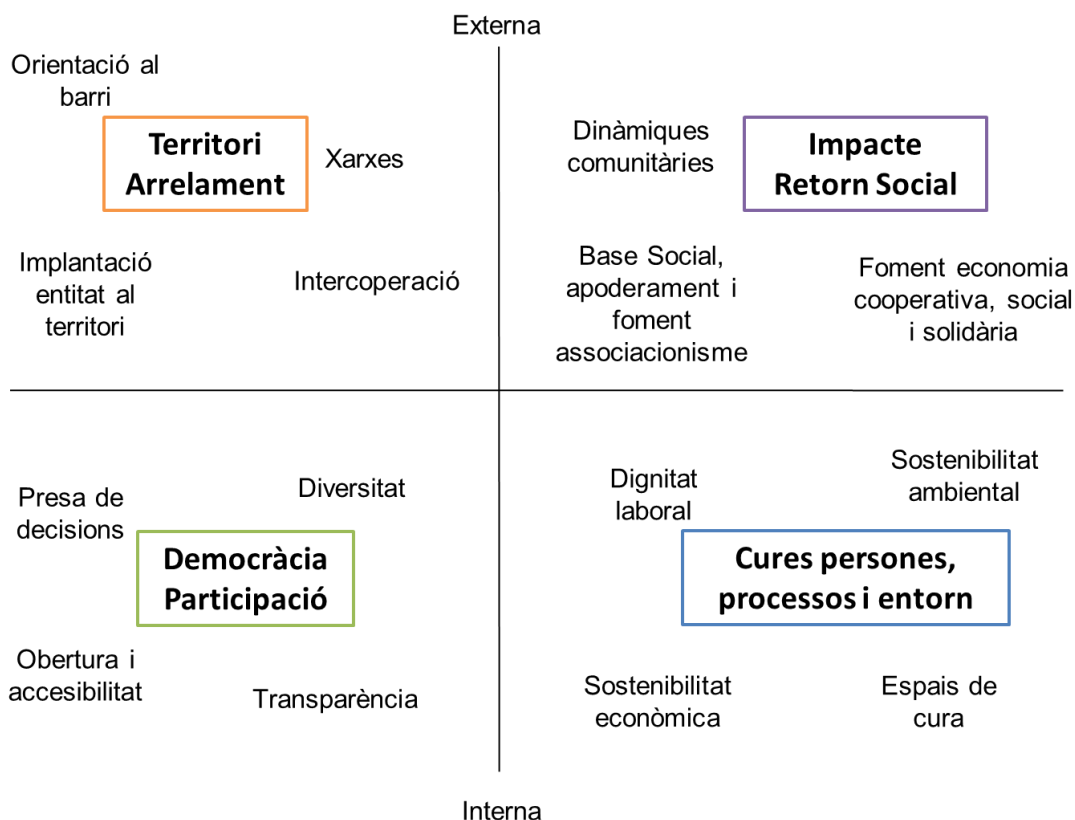 Externa
Orientació al
barri
Territori
Arrelament
Xarxes
Implantació
entitat al
territori
Intercoperació
Dinàmiques
comunitàries
Impacte
Retorn Social
Base Social,
apoderament i
foment
associacionisme
Foment economia
cooperativa, social
i solidària
Presa de
decisions
Diversitat
Democràcia
Participació
Obertura i
accesibilitat
Transparència
Dignitat
laboral
Sostenibilitat
ambiental
Cures persones,
processos i entorn
Sostenibilitat
econòmica
Espais de
cura
Interna